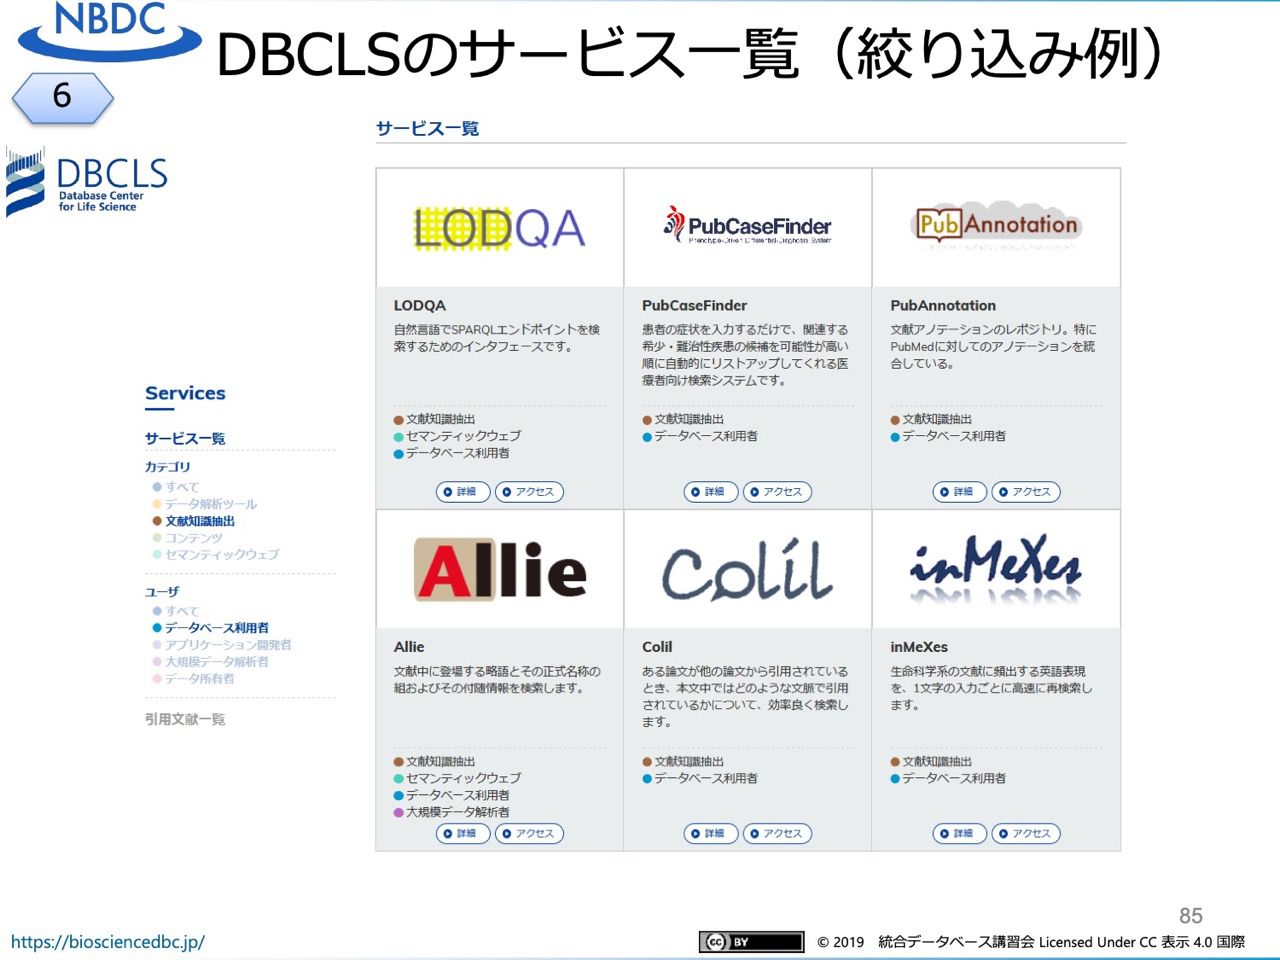 NBDC
DBCLSのサービス一覧（絞り込み例）
6
DBCLS
Database Center
for Life Science
サービス一覧
LODQA
PubCaseFinder
Phenotype-Driven Differential-Diagnosis System
PubAnnotation
LODQA
自然言語でSPARQLエンドポイントを検
索するためのインタフェースです。
文献知識抽出
セマンティックウェブ
データベース利用者
詳細
アクセス
PubCaseFinder
患者の症状を入力するだけで、関連する
希少・難治性疾患の候補を可能性が高い
順に自動的にリストアップしてくれる医
療者向け検索システムです。
文献知識抽出
データベース利用者
詳細
アクセス
PubAnnotation
文献アノテーションのレポジトリ。特に
PubMedに対してのアノテーションを統
合している。
文献知識抽出
データベース利用者
詳細
アクセス
Services
サービス一覧
カテゴリ
すべて
データ解析ツール
文献知識抽出
コンテンツ
セマンティックウェブ
ユーザ
すべて
データベース利用者
アプリケーション開発者
大規模データ解析者
データ所有者
引用文献一覧
Allie
Colil
inMeXes
Allie
文献中に登場する略語とその正式名称の
組およびその付随情報を検索します。
文献知識抽出
セマンティックウェブ
データベース利用者
大規模データ解析者
詳細
アクセス
Colil
ある論文が他の論文から引用されている
とき、本文中ではどのような文脈で引用
されているかについて、効率良く検索し
ます。
文献知識抽出
データベース利用者
詳細
アクセス
inMeXes
生命科学系の文献に頻出する英語表現
を、1文字の入力ごとに高速に再検索し
ます。
文献知識抽出
データベース利用者
詳細
アクセス
85
https://biosciencedbc.jp/
cc BY
© 2019 統合データベース講習会 Licensed Under CC 表示 4.0 国際